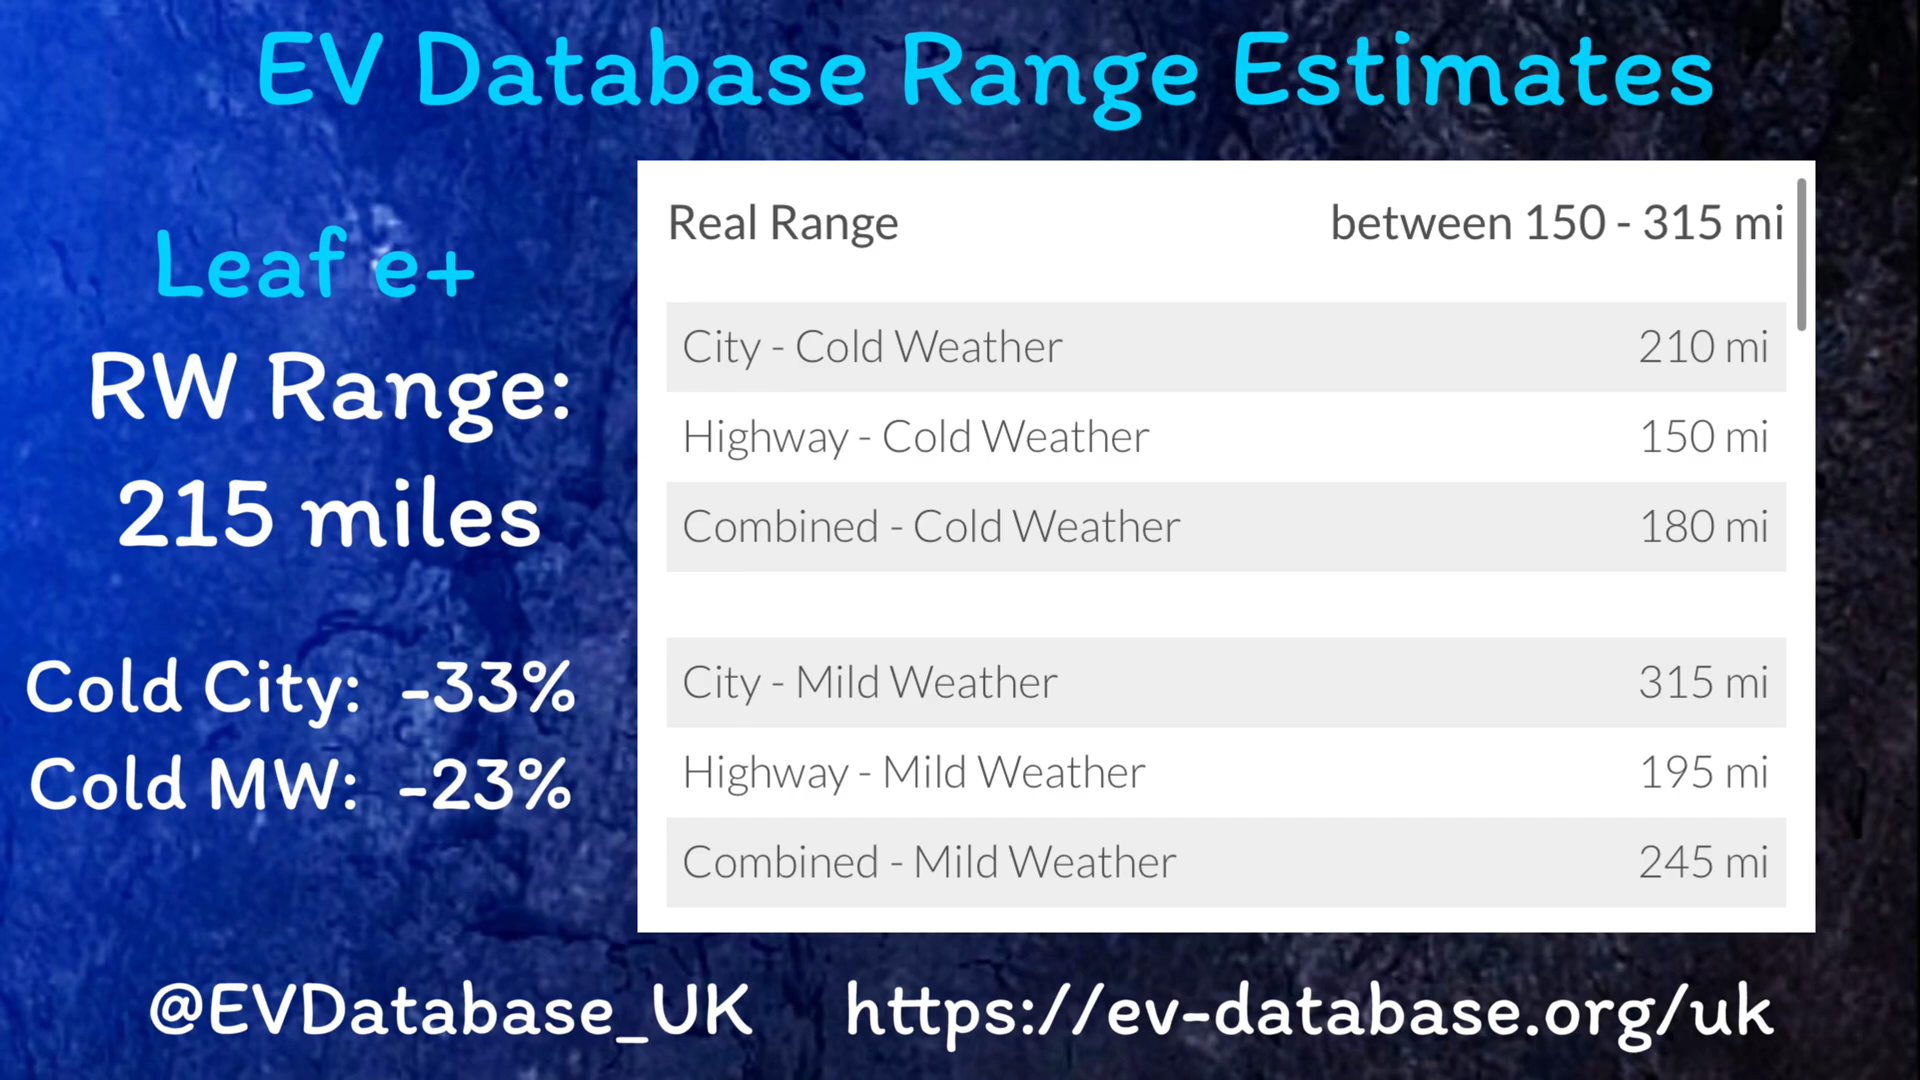 EV Database Range Estimates
Leaf e+
RW Range:
215 miles
Cold City: -33%
Cold MW: -23%
Real Range between 150 - 315 mi
City - Cold Weather 210 mi
Highway - Cold Weather 150 mi
Combined - Cold Weather 180 mi
City - Mild Weather 315 mi
Highway - Mild Weather 195 mi
Combined - Mild Weather 245 mi
@EVDatabase_UK https://ev-database.org/uk